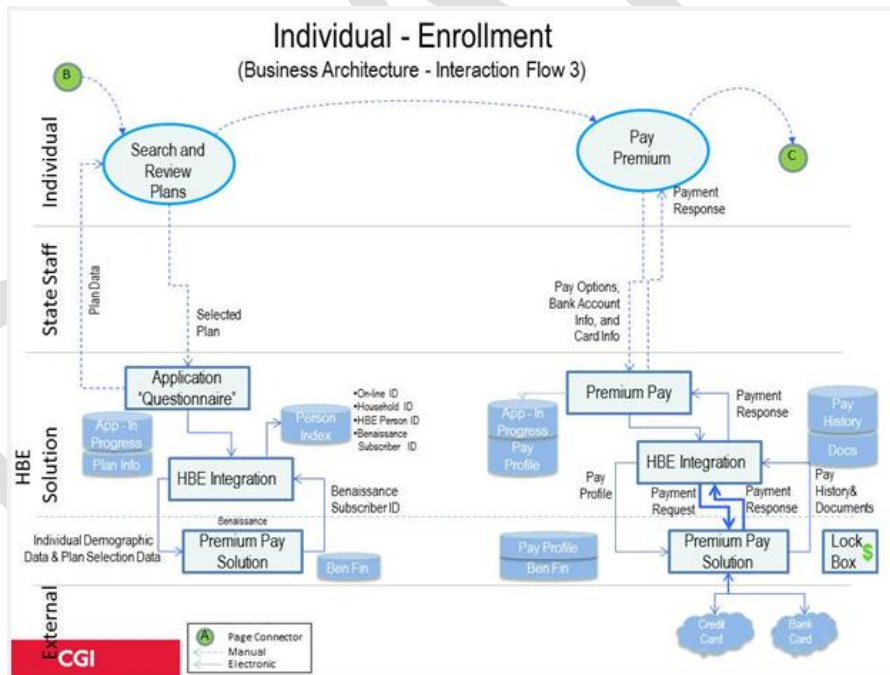 Individual - Enrollment
(Business Architecture - Interaction Flow 3)
B
Individual
Search and
Review
Plans
Pay
Premium
C
Payment
Response
State Staff
Plan Data
Selected
Plan
Pay Options,
Bank Account
Info, and
Card Info
HBE
Solution
Application
"Questionnaire"
•On-line ID
•Household ID
•HBE Person ID
•Benaissance
Subscriber ID
App - In
Progress
Plan Info
Person
Index
HBE Integration
Benaissance
Subscriber ID
Premium Pay
App - In
Progress
Pay
Profile
Payment
Response
Pay
History
Docs
HBE Integration
Pay
Profile
Payment
Request
Payment
Response
Pay
History&
Documents
Individual Demographic
Data & Plan Selection Data
Benaissance
Premium Pay
Solution
Ben Fin
Pay Profile
Ben Fin
Premium Pay
Solution
Lock
Box
$
External
Credit
Card
Bank
Card
CGI
A
Page Connector
Manual
Electronic